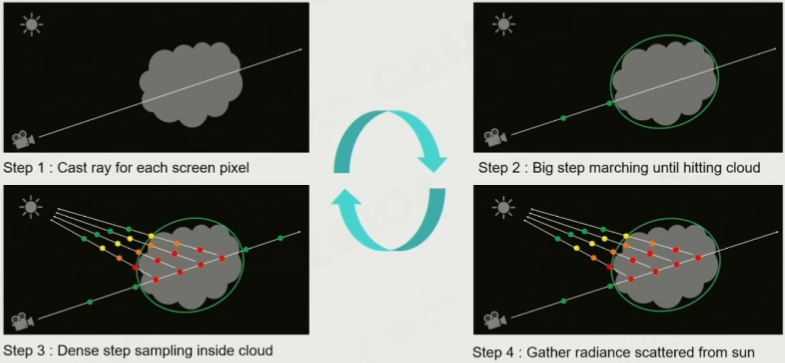 Step 1 : Cast ray for each screen pixel
Step 2 : Big step marching until hitting cloud
Step 3 : Dense step sampling inside cloud
Step 4 : Gather radiance scattered from sun